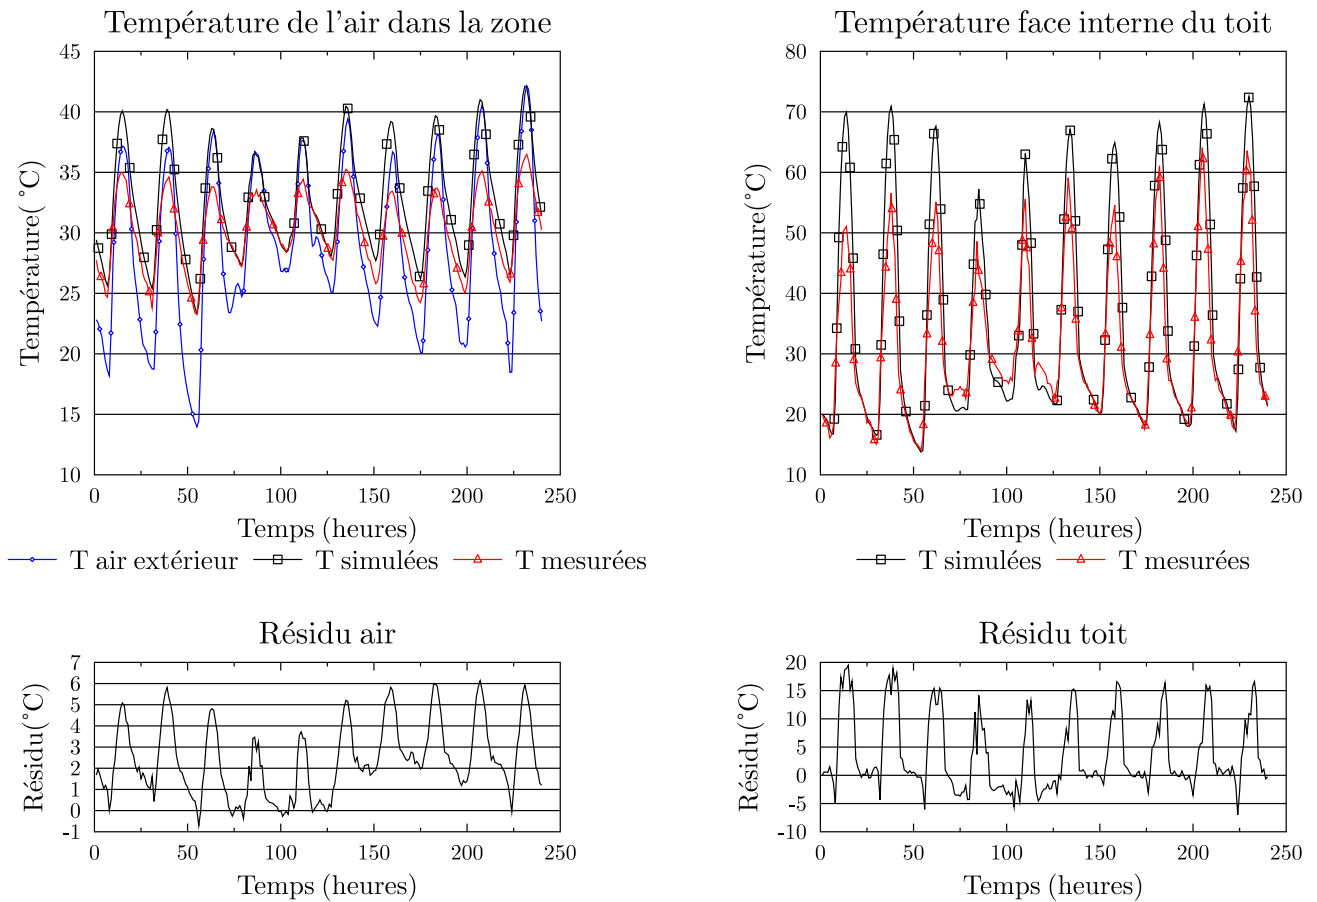 Température de l'air dans la zone
Température(˚C)
45
40
35
30
25
20
15
10
0 50 100 150 200 250
Temps (heures)
T air extérieur T simulées T mesurées
Température face interne du toit
Température(˚C)
80
70
60
50
40
30
20
10
0 50 100 150 200 250
Temps (heures)
T simulées T mesurées
Résidu air
Résidu(˚C)
7
6
5
4
3
2
1
0
-1
0 50 100 150 200 250
Temps (heures)
Résidu toit
Résidu(˚C)
20
15
10
5
0
-5
-10
0 50 100 150 200 250
Temps (heures)